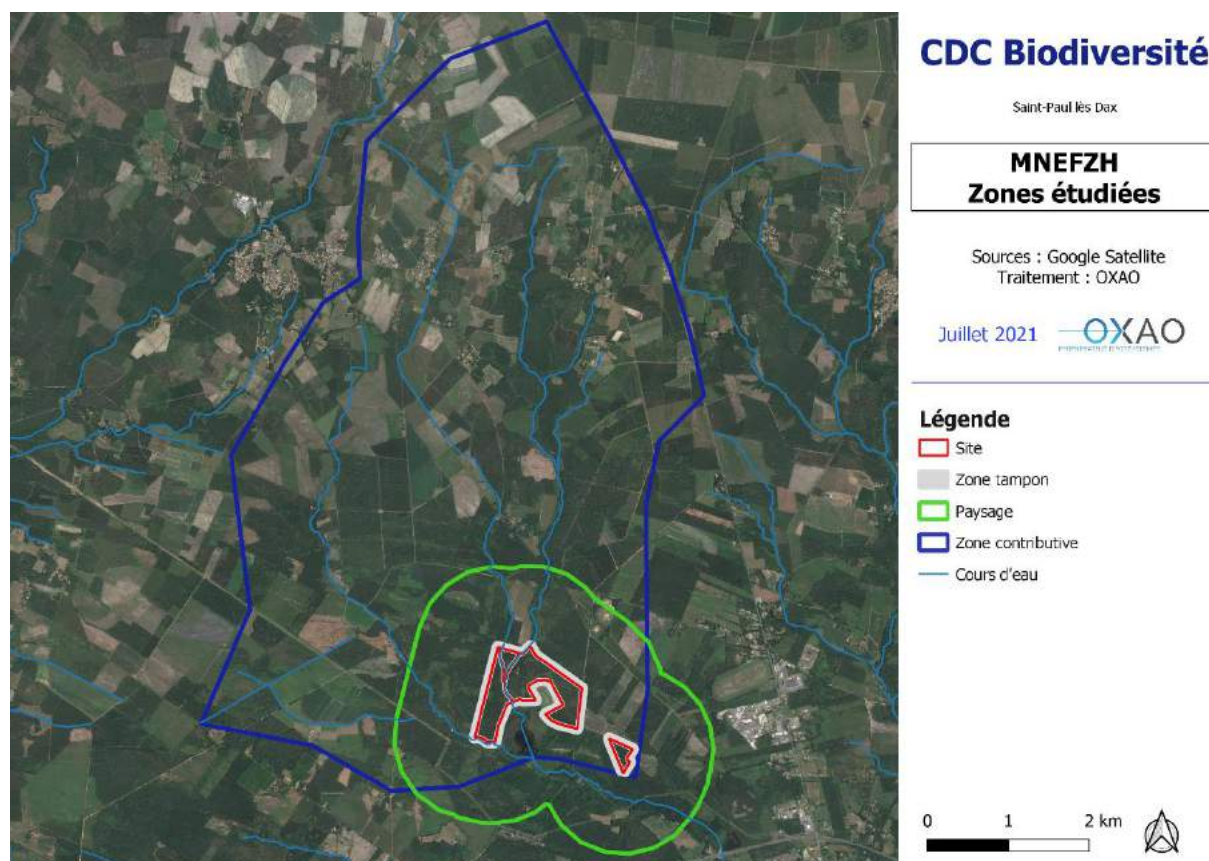 CDC Biodiversité
Saint-Paul lès Dax
MNEFZH
Zones étudiées
Sources : Google Satellite
Traitement : OXAO
Juillet 2021
OXAO
Légende
Site
Zone tampon
Paysage
Zone contributive
Cours d'eau
0 1 2 km